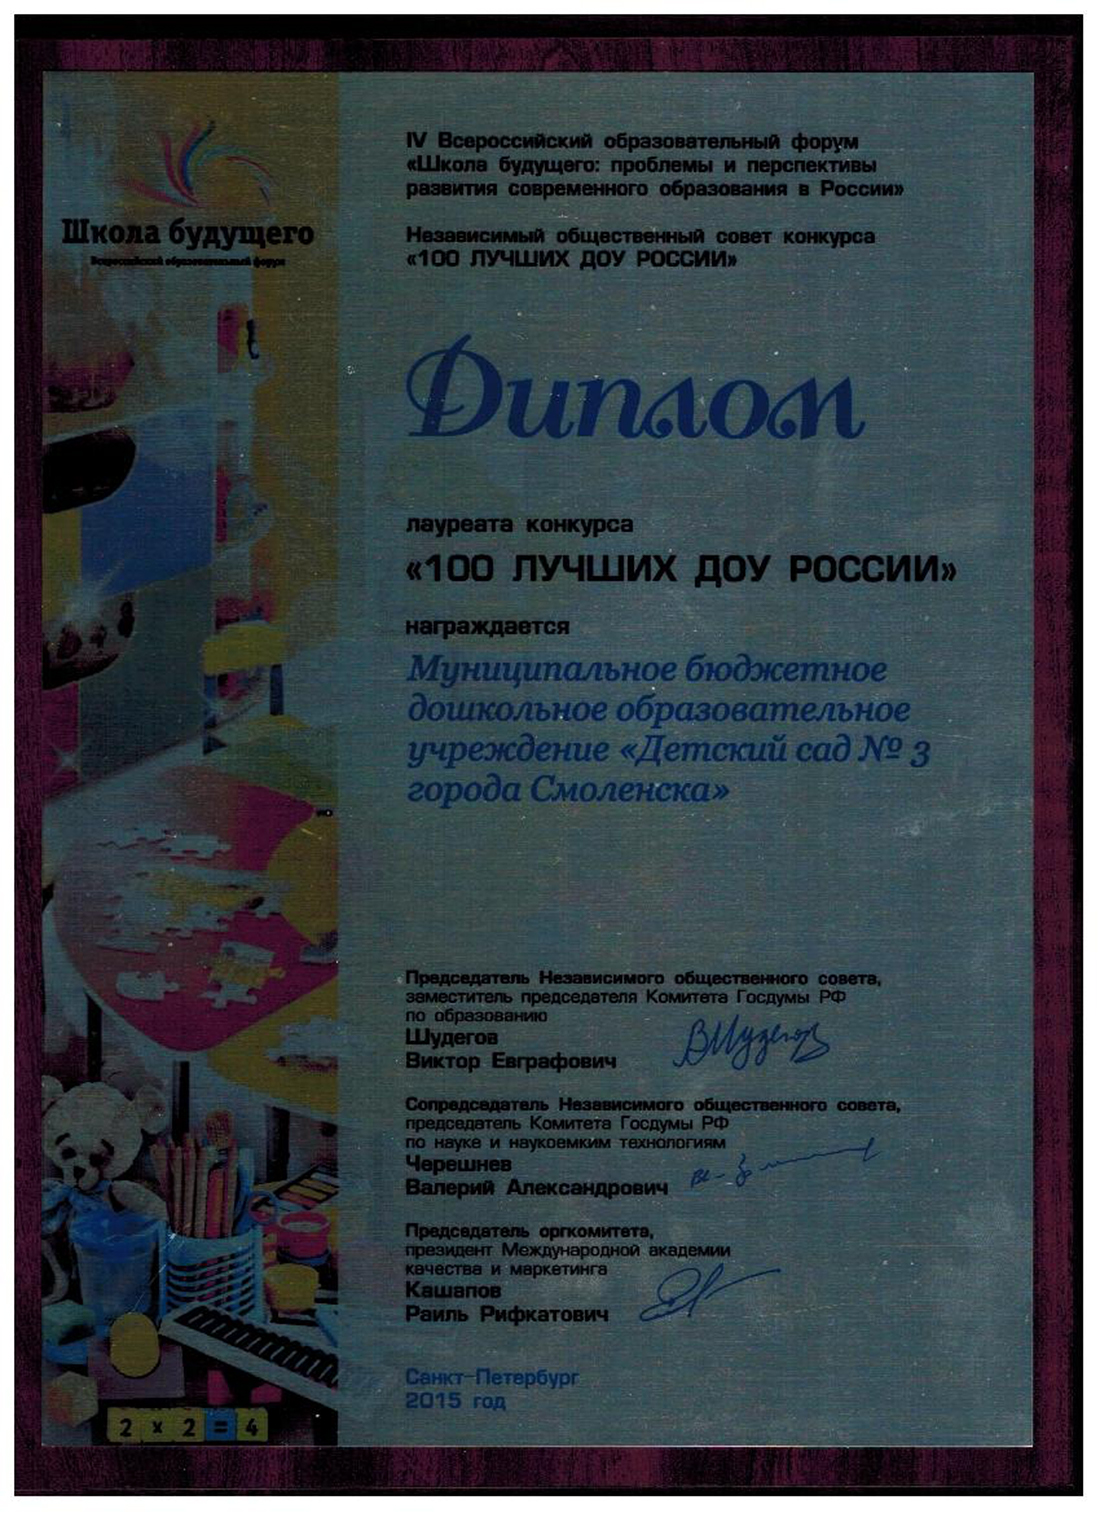 Школа будущего
Всероссийский образовательный форум
IV Всероссийский образовательный форум
«Школа будущего: проблемы и перспективы
развития современного образования в России»
Независимый общественный совет конкурса
«100 ЛУЧШИХ ДОУ РОССИИ»
Диплом
лауреата конкурса
«100 ЛУЧШИХ ДОУ РОССИИ»
награждается
Муниципальное бюджетное
дошкольное образовательное
учреждение «Детский сад № 3
города Смоленска»
Председатель Независимого общественного совета,
заместитель председателя Комитета Госдумы РФ
по образованию
Шудегов
Виктор Евграфович
Сопредседатель Независимого общественного совета,
председатель Комитета Госдумы РФ
по науке и наукоемким технологиям
Черешнев
Валерий Александрович
Председатель оргкомитета,
президент Международной академии
качества и маркетинга
Кашапов
Раиль Рифкатович
Санкт-Петербург
2015 год
2 x 2 = 4